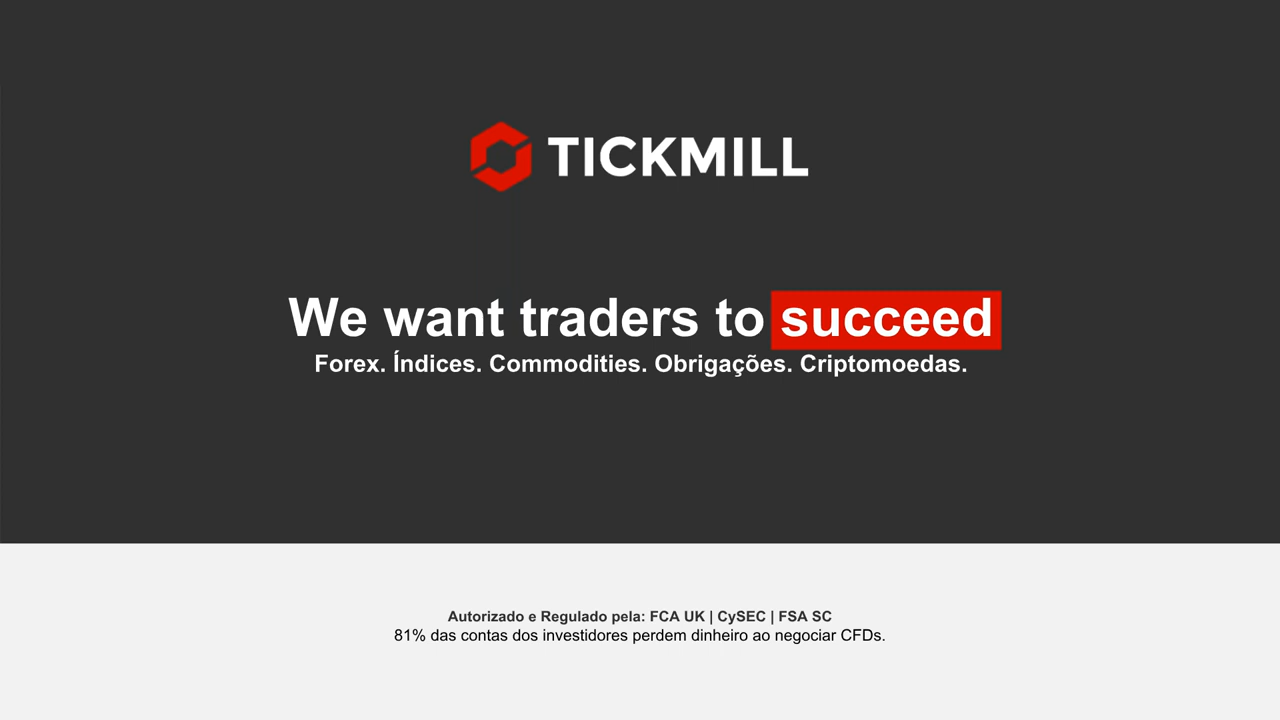 TICKMILL
We want traders to succeed
Forex. Índices. Commodities. Obrigações. Criptomoedas.
Autorizado e Regulado pela: FCA UK | CySEC | FSA SC
81% das contas dos investidores perdem dinheiro ao negociar CFDs.